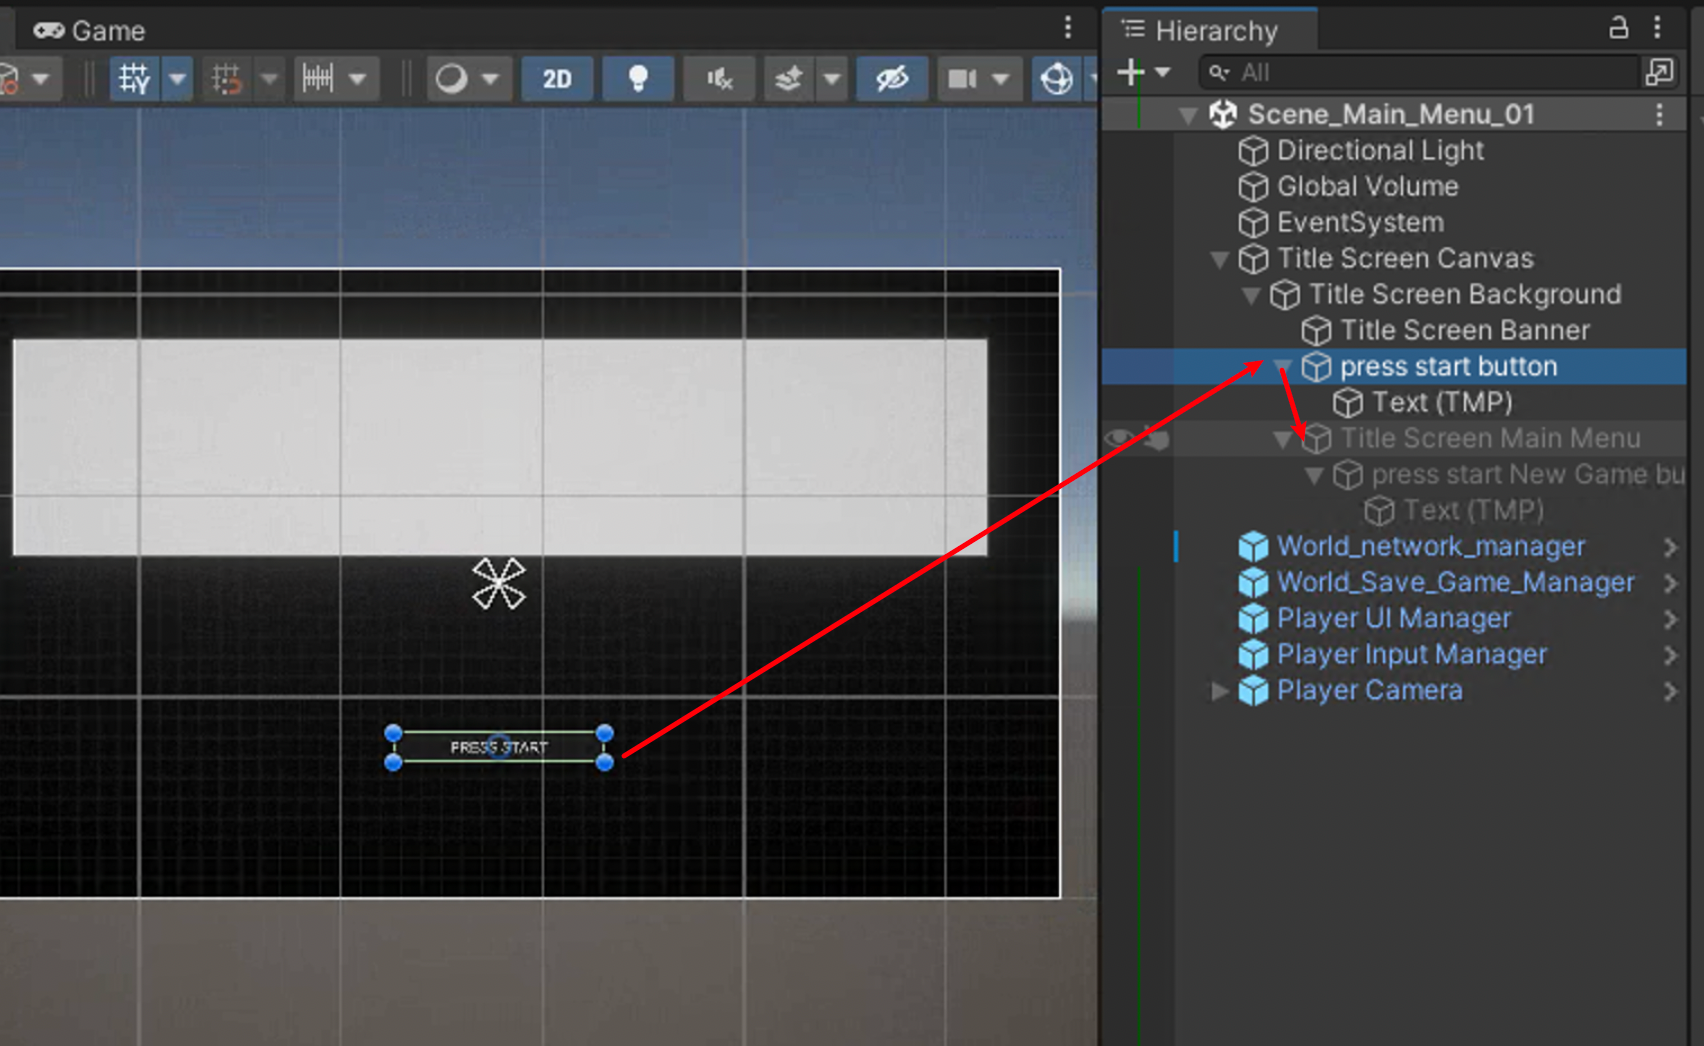 Game
2D
PRESS START
Hierarchy
All
Scene_Main_Menu_01
Directional Light
Global Volume
EventSystem
Title Screen Canvas
Title Screen Background
Title Screen Banner
press start button
Text (TMP)
Title Screen Main Menu
press start New Game bu
Text (TMP)
World_network_manager
World_Save_Game_Manager
Player UI Manager
Player Input Manager
Player Camera